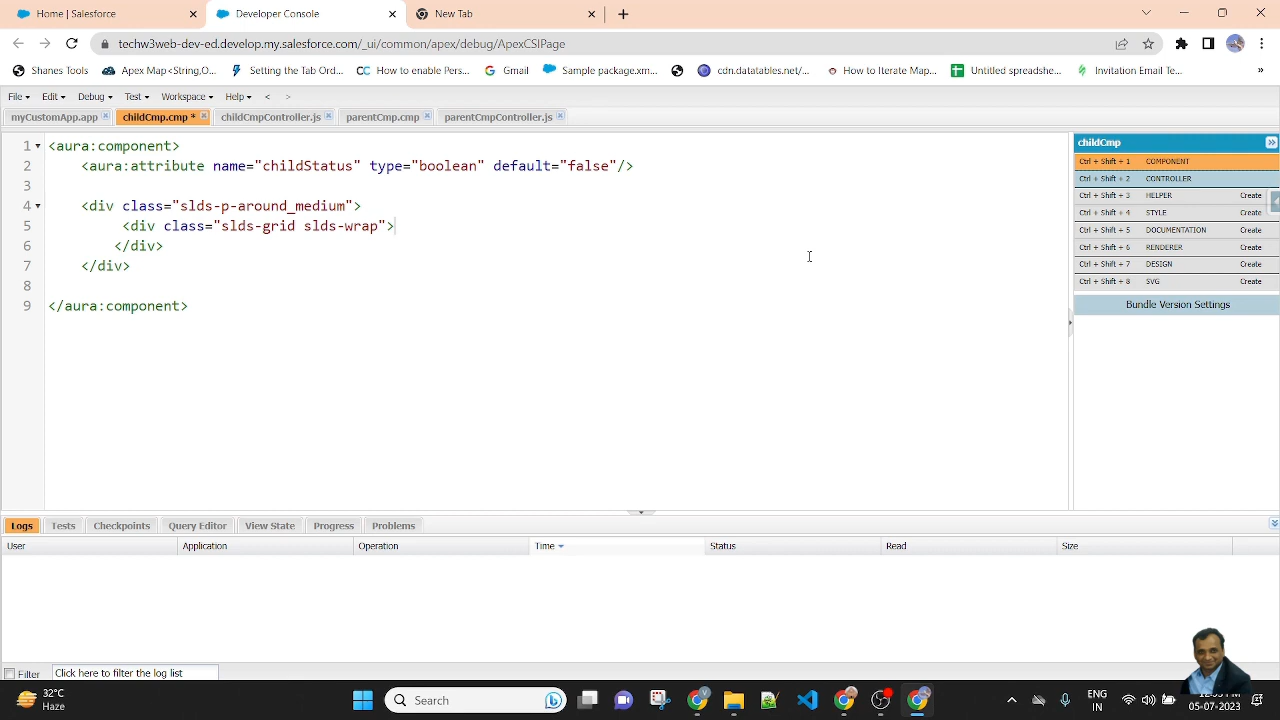 Home | Salesforce
Developer Console
New Tab
techw3web-dev-ed.develop.my.salesforce.com/_ui/common/apex/debug/ApexCSIPage
Shanes Tools
Apex Map<String,O...
Setting the Tab Ord...
How to enable Pers...
Gmail
Sample package.xm...
cdn.datatables.net/...
How to Iterate Map...
Untitled spreadshe...
Invitation Email Te...
»
File
Edit
Debug
Test
Workspace
Help
<
>
myCustomApp.app
childCmp.cmp *
childCmpController.js
parentCmp.cmp
parentCmpController.js
1 <aura:component>
2 <aura:attribute name="childStatus" type="boolean" default="false"/>
3
4 <div class="slds-p-around_medium">
5 <div class="slds-grid slds-wrap">
6 </div>
7 </div>
8
9 </aura:component>
childCmp
Ctrl + Shift + 1 COMPONENT
Ctrl + Shift + 2 CONTROLLER
Ctrl + Shift + 3 HELPER Create
Ctrl + Shift + 4 STYLE Create
Ctrl + Shift + 5 DOCUMENTATION Create
Ctrl + Shift + 6 RENDERER Create
Ctrl + Shift + 7 DESIGN Create
Ctrl + Shift + 8 SVG Create
Bundle Version Settings
Logs
Tests
Checkpoints
Query Editor
View State
Progress
Problems
User
Application
Operation
Time
Status
Read
Size
Filter
Click here to filter the log list
32°C
Haze
Search
ENG
IN
05-07-2023